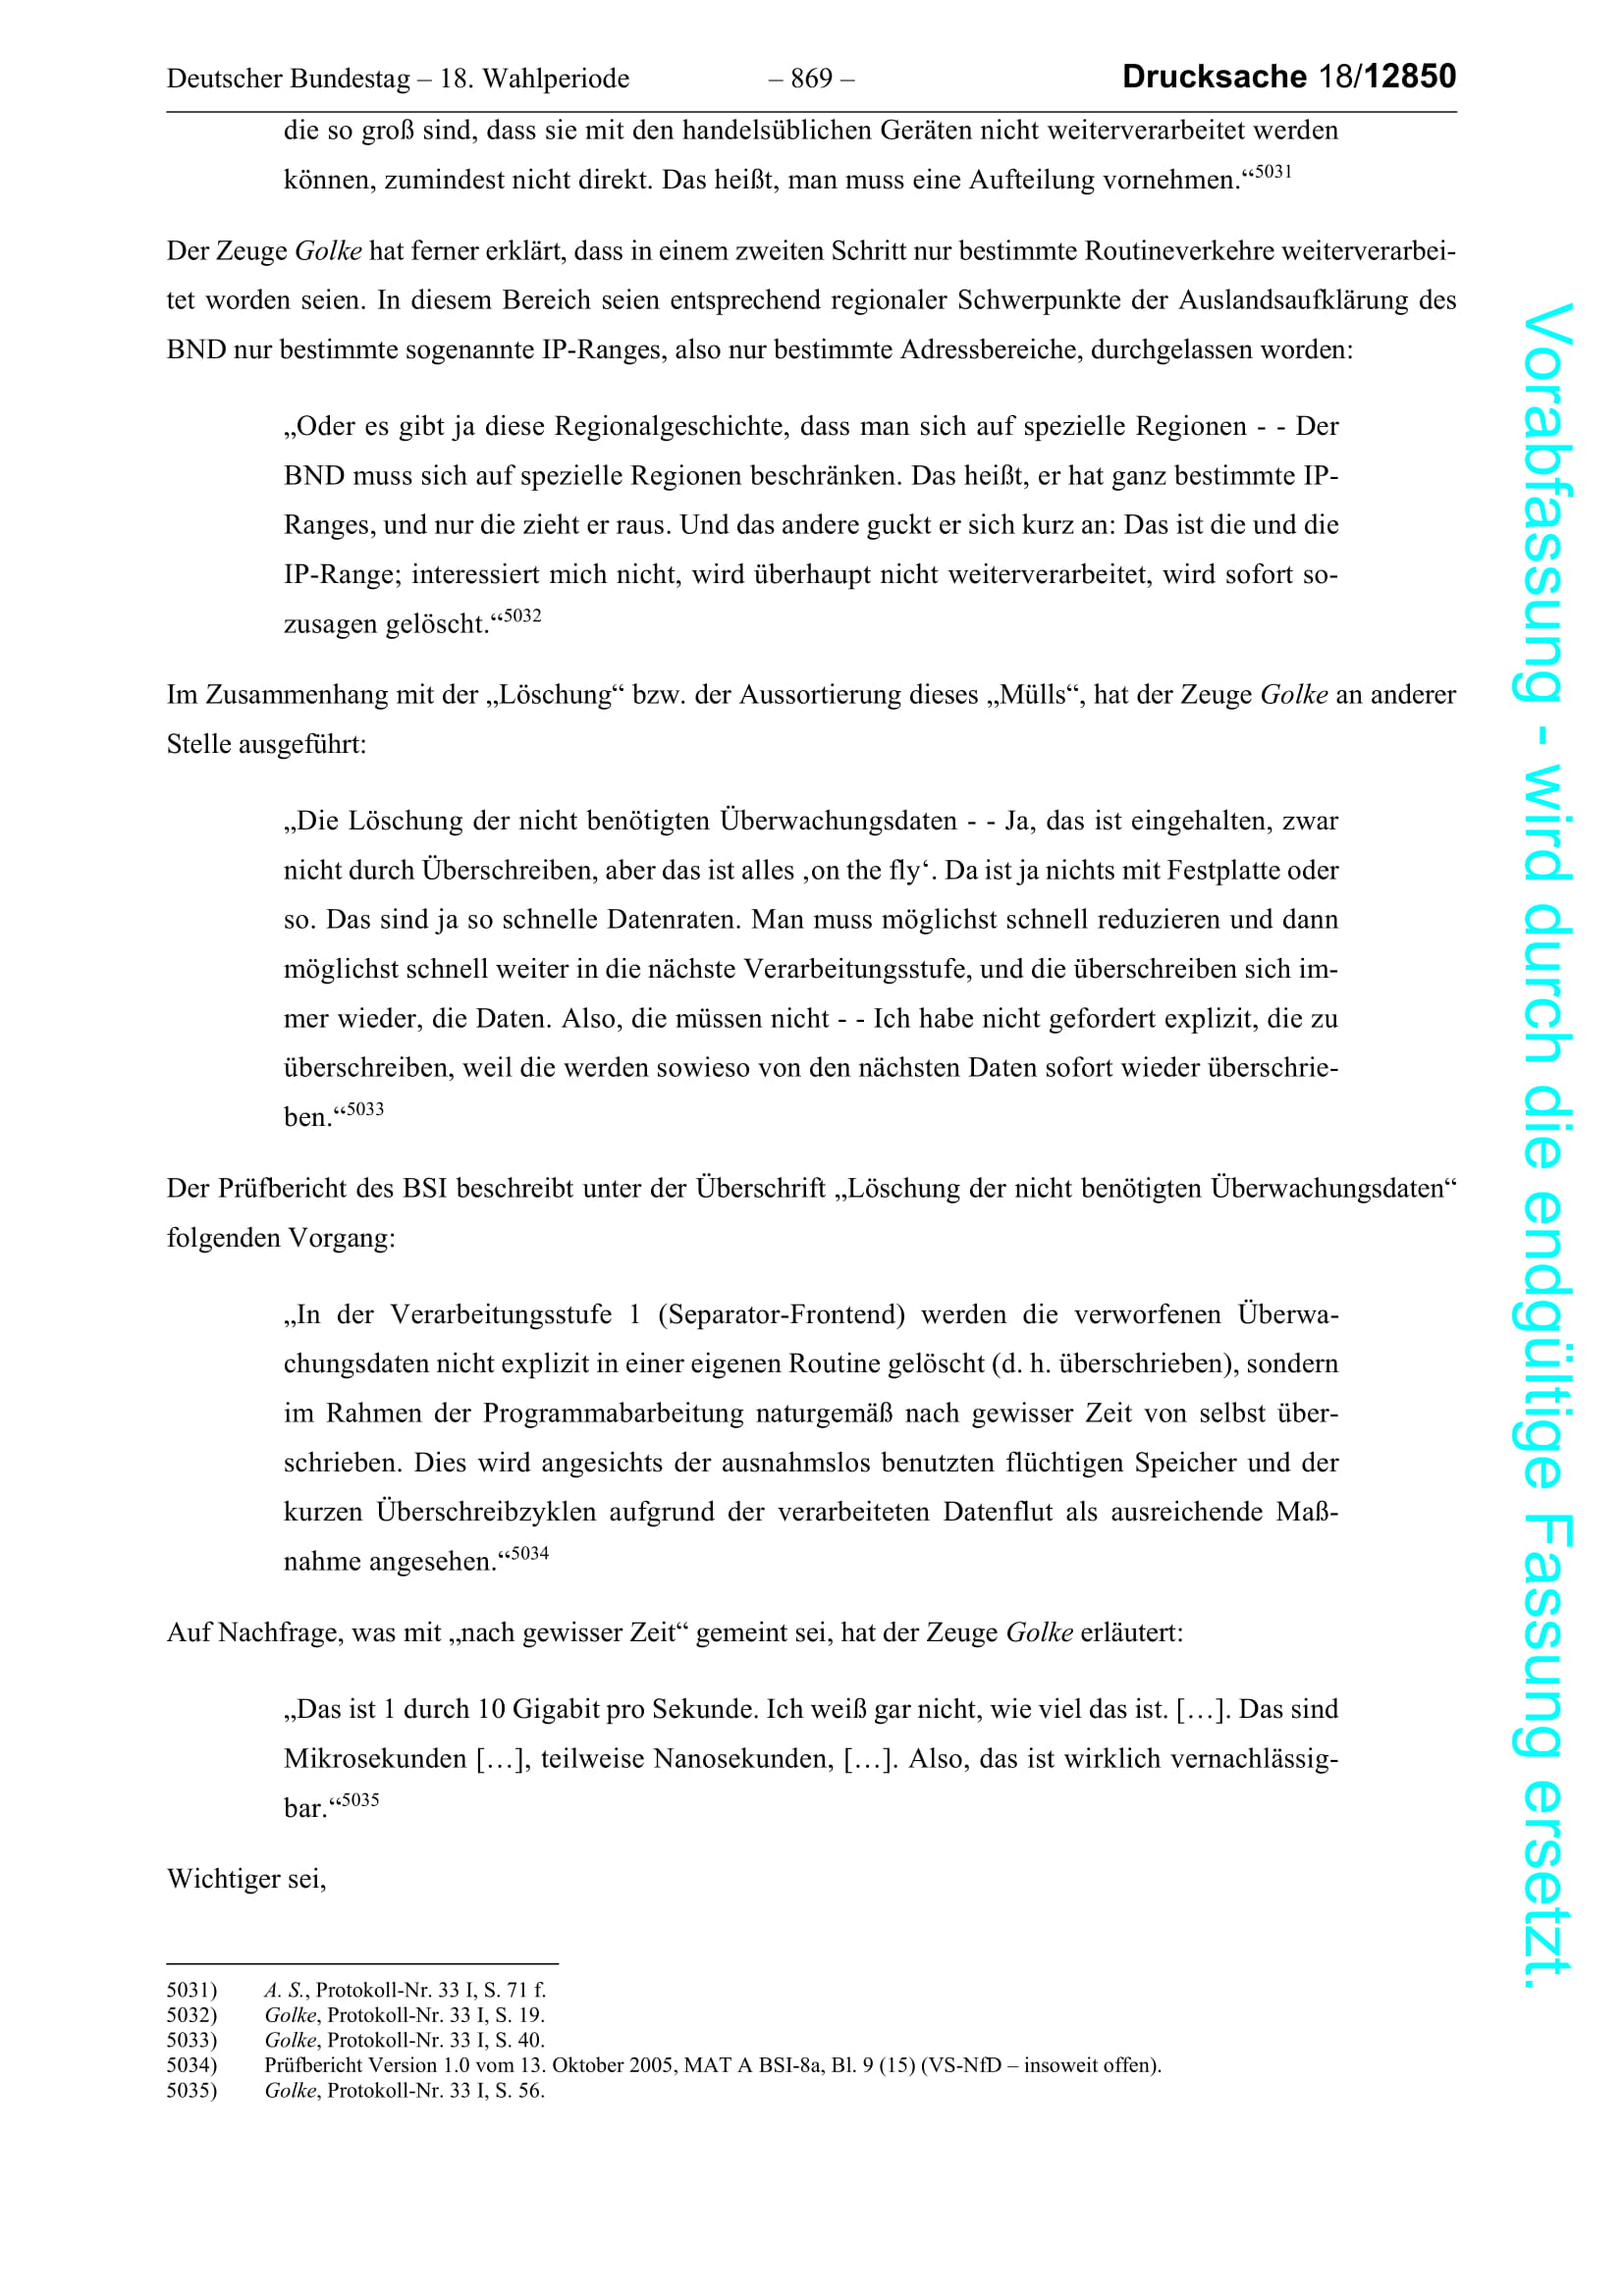 Deutscher Bundestag – 18. Wahlperiode – 869 – Drucksache 18/12850
die so groß sind, dass sie mit den handelsüblichen Geräten nicht weiterverarbeitet werden
können, zumindest nicht direkt. Das heißt, man muss eine Aufteilung vornehmen.“5031
Der Zeuge Golke hat ferner erklärt, dass in einem zweiten Schritt nur bestimmte Routineverkehre weiterverarbei-
tet worden seien. In diesem Bereich seien entsprechend regionaler Schwerpunkte der Auslandsaufklärung des
BND nur bestimmte sogenannte IP-Ranges, also nur bestimmte Adressbereiche, durchgelassen worden:
„Oder es gibt ja diese Regionalgeschichte, dass man sich auf spezielle Regionen - - Der
BND muss sich auf spezielle Regionen beschränken. Das heißt, er hat ganz bestimmte IP-
Ranges, und nur die zieht er raus. Und das andere guckt er sich kurz an: Das ist die und die
IP-Range; interessiert mich nicht, wird überhaupt nicht weiterverarbeitet, wird sofort so-
zusagen gelöscht.“5032
Im Zusammenhang mit der „Löschung“ bzw. der Aussortierung dieses „Mülls“, hat der Zeuge Golke an anderer
Stelle ausgeführt:
„Die Löschung der nicht benötigten Überwachungsdaten - - Ja, das ist eingehalten, zwar
nicht durch Überschreiben, aber das ist alles ‚on the fly‘. Da ist ja nichts mit Festplatte oder
so. Das sind ja so schnelle Datenraten. Man muss möglichst schnell reduzieren und dann
möglichst schnell weiter in die nächste Verarbeitungsstufe, und die überschreiben sich im-
mer wieder, die Daten. Also, die müssen nicht - - Ich habe nicht gefordert explizit, die zu
überschreiben, weil die werden sowieso von den nächsten Daten sofort wieder überschrie-
ben.“5033
Der Prüfbericht des BSI beschreibt unter der Überschrift „Löschung der nicht benötigten Überwachungsdaten“
folgenden Vorgang:
„In der Verarbeitungsstufe 1 (Separator-Frontend) werden die verworfenen Überwa-
chungsdaten nicht explizit in einer eigenen Routine gelöscht (d. h. überschrieben), sondern
im Rahmen der Programmabarbeitung naturgemäß nach gewisser Zeit von selbst über-
schrieben. Dies wird angesichts der ausnahmslos benutzten flüchtigen Speicher und der
kurzen Überschreibzyklen aufgrund der verarbeiteten Datenflut als ausreichende Maß-
nahme angesehen.“5034
Auf Nachfrage, was mit „nach gewisser Zeit“ gemeint sei, hat der Zeuge Golke erläutert:
„Das ist 1 durch 10 Gigabit pro Sekunde. Ich weiß gar nicht, wie viel das ist. […]. Das sind
Mikrosekunden […], teilweise Nanosekunden, […]. Also, das ist wirklich vernachlässig-
bar.“5035
Wichtiger sei,
5031) A. S., Protokoll-Nr. 33 I, S. 71 f.
5032) Golke, Protokoll-Nr. 33 I, S. 19.
5033) Golke, Protokoll-Nr. 33 I, S. 40.
5034) Prüfbericht Version 1.0 vom 13. Oktober 2005, MAT A BSI-8a, Bl. 9 (15) (VS-NfD – insoweit offen).
5035) Golke, Protokoll-Nr. 33 I, S. 56.
Vorabfassung - wird durch die endgültige Fassung ersetzt.